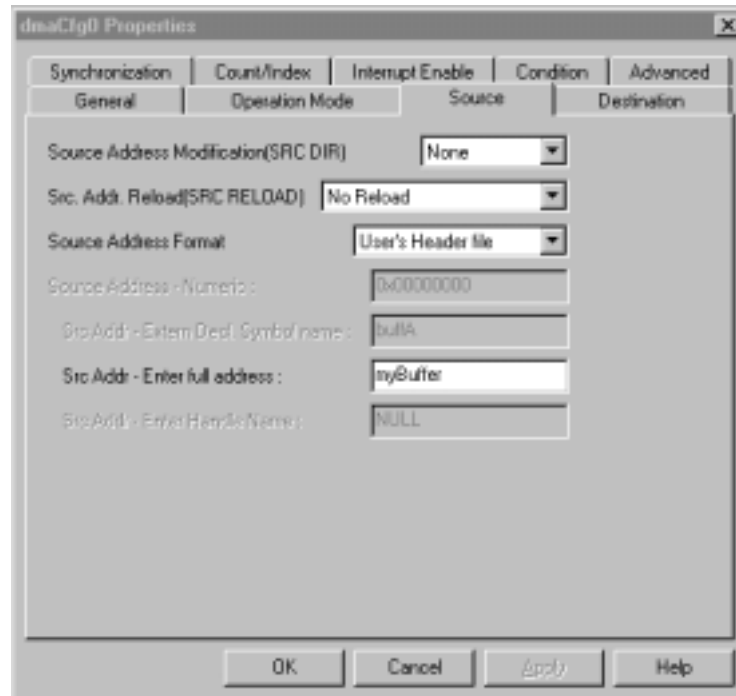 dmaCfg0 Properties
Synchronization Count/Index Interrupt Enable Condition Advanced
General Operation Mode Source Destination
Source Address Modification(SRC DIR) None
Src. Addr. Reload(SRC RELOAD) No Reload
Source Address Format User's Header file
Source Address - Numeric : 0x00000000
Src Addr - Extern Decl. Symbol name : buffA
Src Addr - Enter full address : myBuffer
Src Addr - Enter Handle Name : NULL
OK Cancel Apply Help